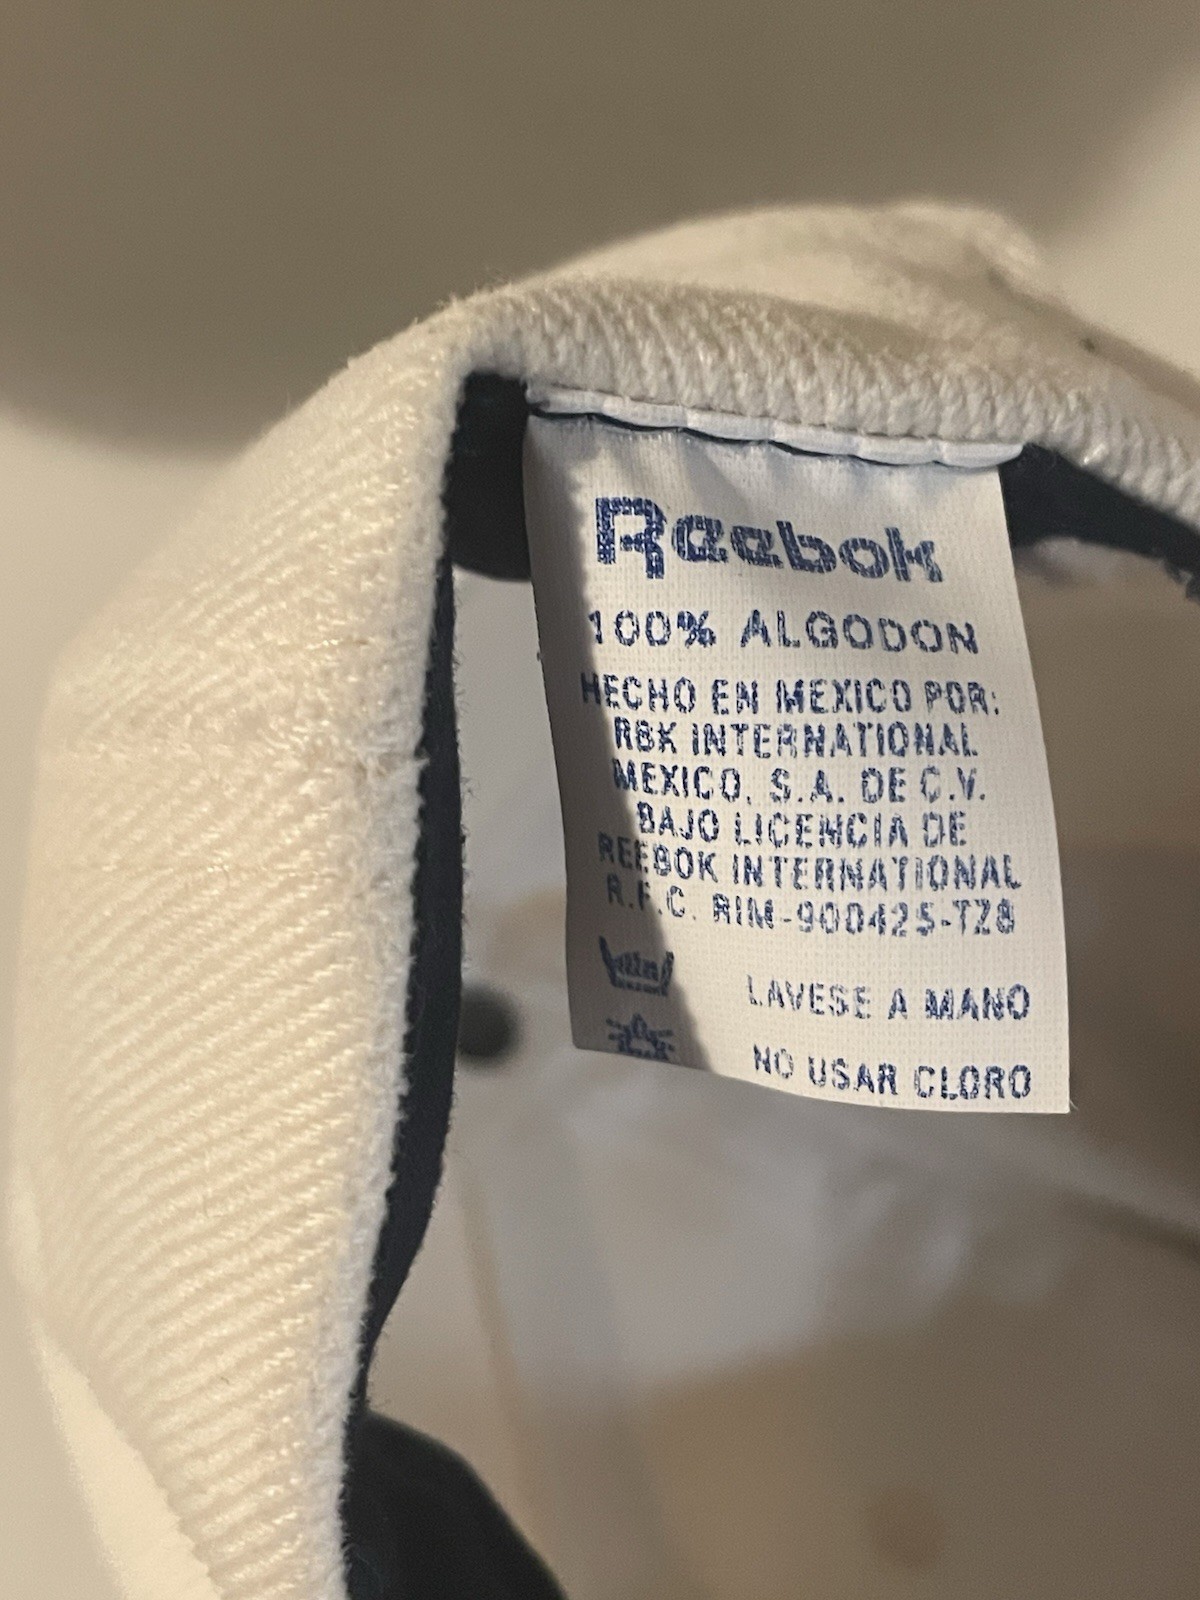 Reebok
100% ALGODON
HECHO EN MEXICO POR:
RBK INTERNATIONAL
MEXICO, S.A. DE C.V.
BAJO LICENCIA DE
REEBOK INTERNATIONAL
R.F.C. RIM-900425-TZ8
LAVESE A MANO
NO USAR CLORO